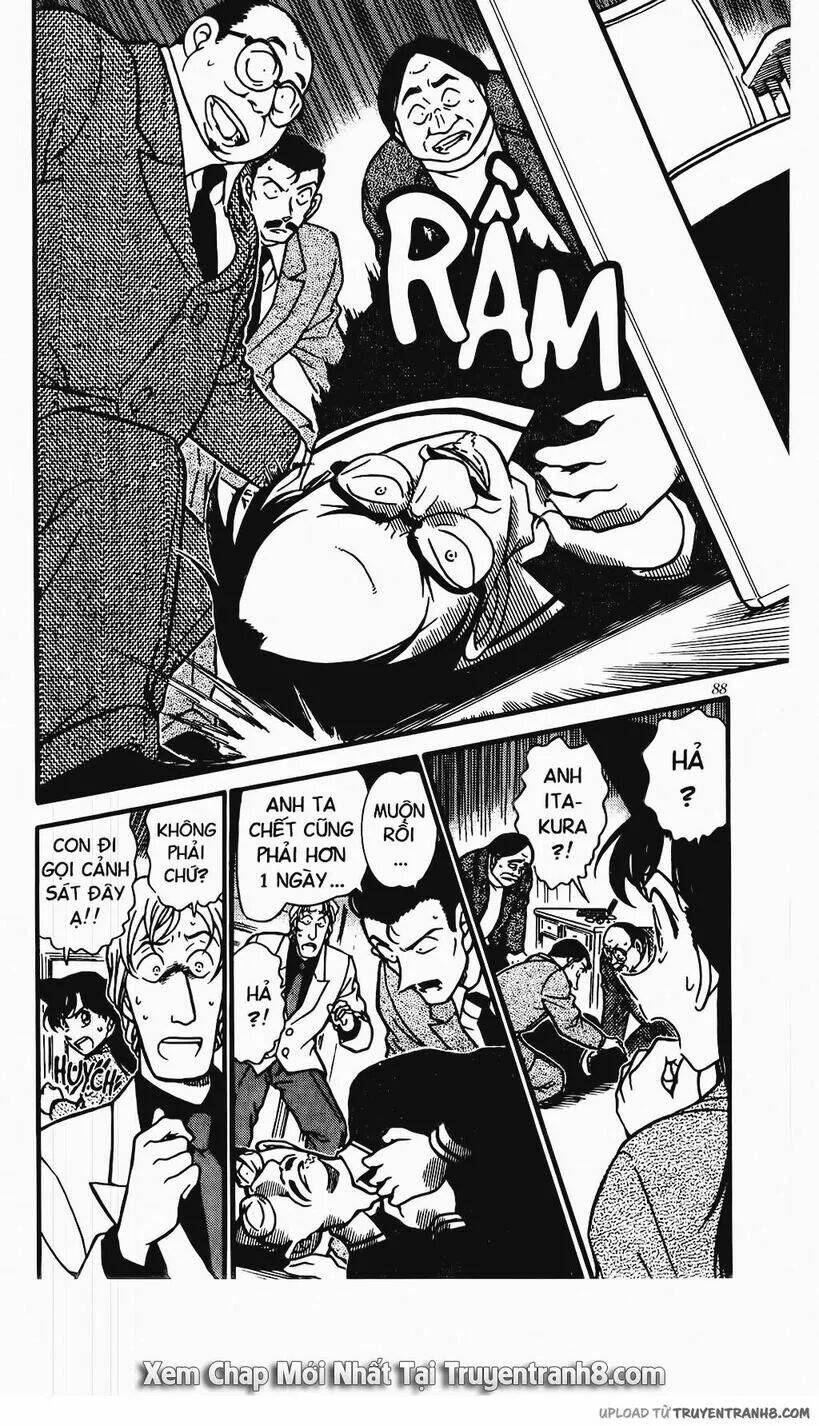 RẦM
88
HẢ
?
ANH
ITA-
KURA
?!
MUỘN
RỒI
...
ANH TA
CHẾT CŨNG
PHẢI HƠN
1 NGÀY...
HẢ
?!
KHÔNG
PHẢI
CHỨ?
CON ĐI
GỌI CẢNH
SÁT ĐÂY
Ạ!!
HUỴCH
Xem Chap Mới Nhất Tại Truyentranh8.com
UPLOAD TỪ TRUYENTRANH8.COM